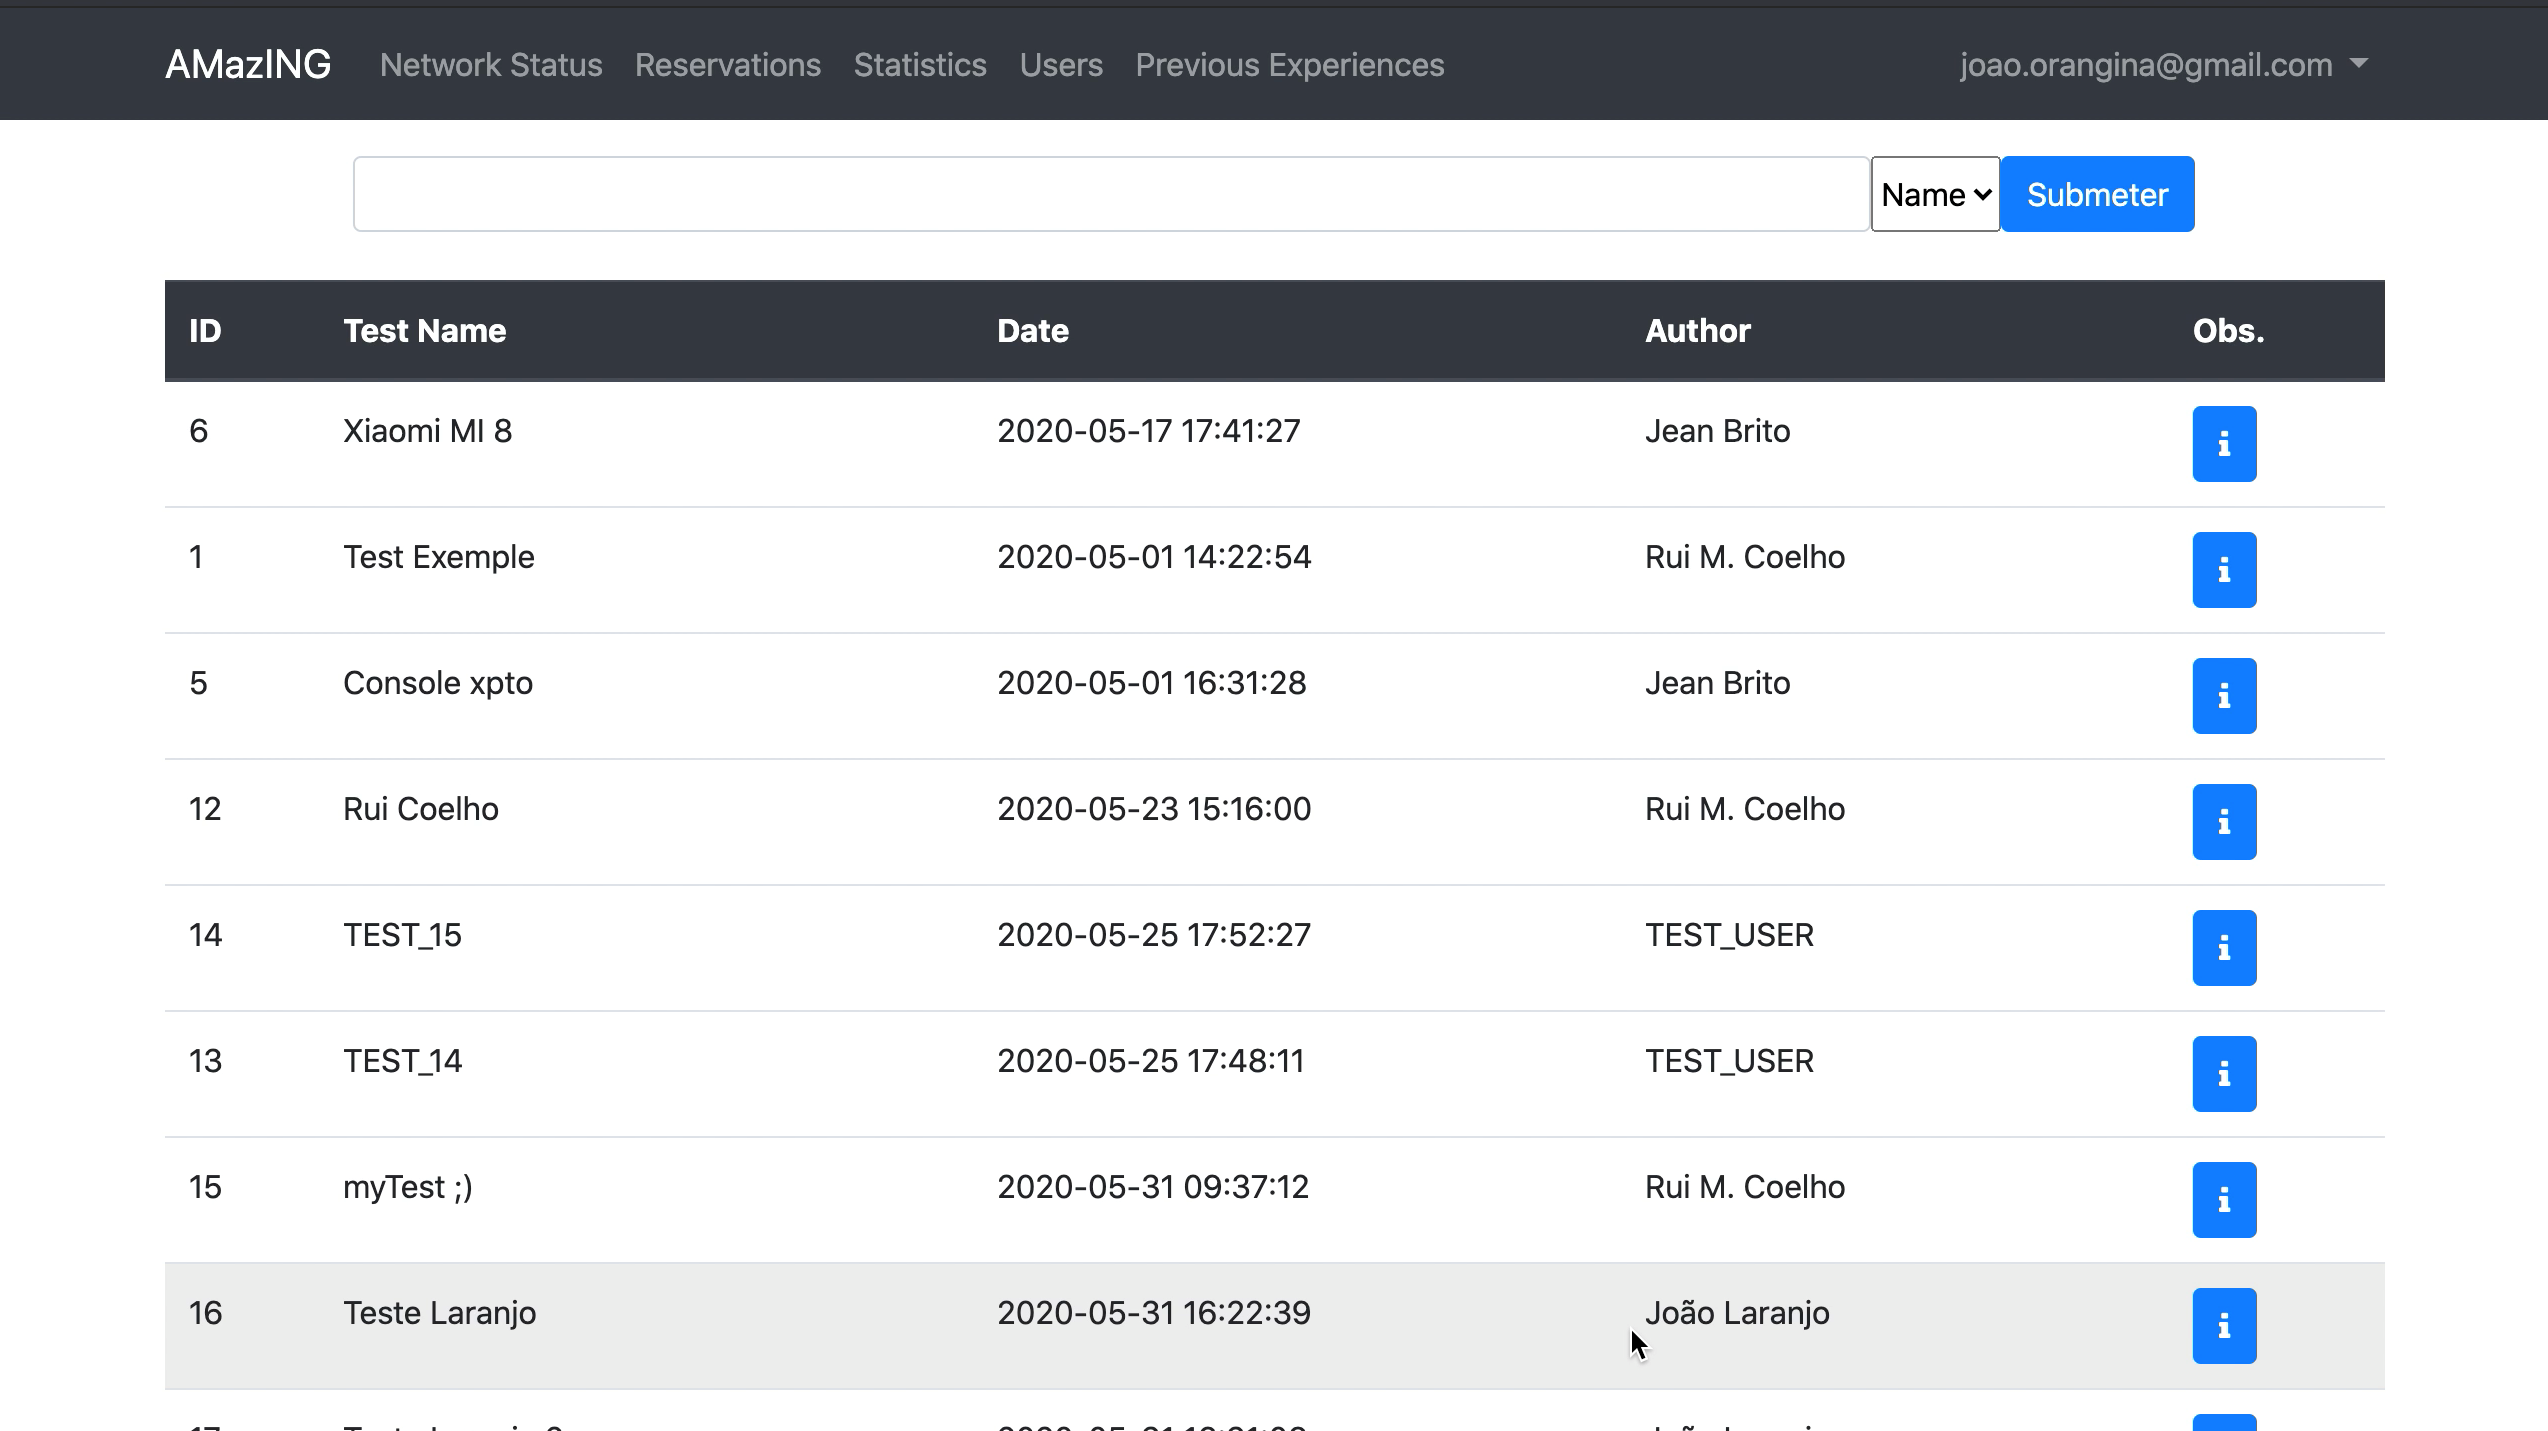 AMazING Network Status Reservations Statistics Users Previous Experiences joao.orangina@gmail.com
Name Submeter
ID Test Name Date Author Obs.
6 Xiaomi MI 8 2020-05-17 17:41:27 Jean Brito
1 Test Exemple 2020-05-01 14:22:54 Rui M. Coelho
5 Console xpto 2020-05-01 16:31:28 Jean Brito
12 Rui Coelho 2020-05-23 15:16:00 Rui M. Coelho
14 TEST_15 2020-05-25 17:52:27 TEST_USER
13 TEST_14 2020-05-25 17:48:11 TEST_USER
15 myTest ;) 2020-05-31 09:37:12 Rui M. Coelho
16 Teste Laranjo 2020-05-31 16:22:39 João Laranjo